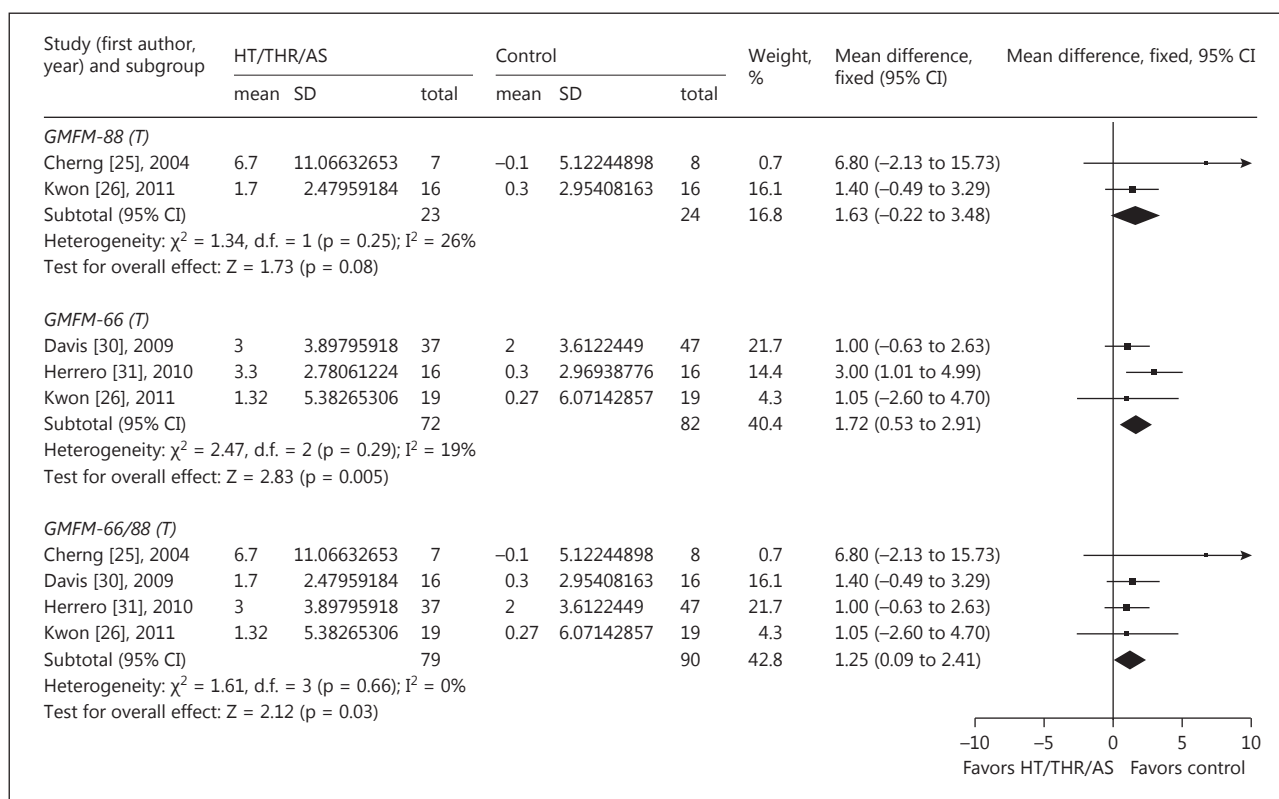 Study (first author, year) and subgroup HT/THR/AS Control Weight, % Mean difference, fixed (95% CI) Mean difference, fixed, 95% CI
mean SD total mean SD total
GMFM-88 (T)
Cherng [25], 2004 6.7 11.06632653 7 –0.1 5.12244898 8 0.7 6.80 (–2.13 to 15.73)
Kwon [26], 2011 1.7 2.47959184 16 0.3 2.95408163 16 16.1 1.40 (–0.49 to 3.29)
Subtotal (95% CI) 23 24 16.8 1.63 (–0.22 to 3.48)
Heterogeneity: χ² = 1.34, d.f. = 1 (p = 0.25); I² = 26%
Test for overall effect: Z = 1.73 (p = 0.08)
GMFM-66 (T)
Davis [30], 2009 3 3.89795918 37 2 3.6122449 47 21.7 1.00 (–0.63 to 2.63)
Herrero [31], 2010 3.3 2.78061224 16 0.3 2.96938776 16 14.4 3.00 (1.01 to 4.99)
Kwon [26], 2011 1.32 5.38265306 19 0.27 6.07142857 19 4.3 1.05 (–2.60 to 4.70)
Subtotal (95% CI) 72 82 40.4 1.72 (0.53 to 2.91)
Heterogeneity: χ² = 2.47, d.f. = 2 (p = 0.29); I² = 19%
Test for overall effect: Z = 2.83 (p = 0.005)
GMFM-66/88 (T)
Cherng [25], 2004 6.7 11.06632653 7 –0.1 5.12244898 8 0.7 6.80 (–2.13 to 15.73)
Davis [30], 2009 1.7 2.47959184 16 0.3 2.95408163 16 16.1 1.40 (–0.49 to 3.29)
Herrero [31], 2010 3 3.89795918 37 2 3.6122449 47 21.7 1.00 (–0.63 to 2.63)
Kwon [26], 2011 1.32 5.38265306 19 0.27 6.07142857 19 4.3 1.05 (–2.60 to 4.70)
Subtotal (95% CI) 79 90 42.8 1.25 (0.09 to 2.41)
Heterogeneity: χ² = 1.61, d.f. = 3 (p = 0.66); I² = 0%
Test for overall effect: Z = 2.12 (p = 0.03)
–10 –5 0 5 10
Favors HT/THR/AS Favors control